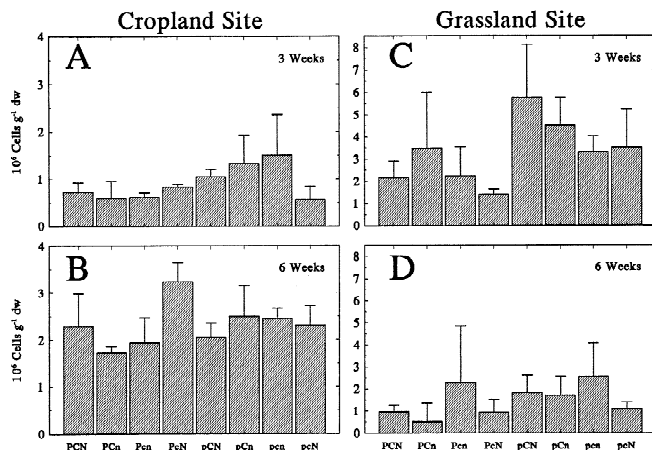 Cropland Site
Grassland Site
A
3 Weeks
C
3 Weeks
10⁶ Cells g⁻¹ dw
4
3
2
1
0
8
7
6
5
4
3
2
1
0
B
6 Weeks
D
6 Weeks
10⁶ Cells g⁻¹ dw
4
3
2
1
0
8
7
6
5
4
3
2
1
0
PCN PCn Pcn PcN pCN pCn pcn pcN
PCN PCn Pcn PcN pCN pCn pcn pcN